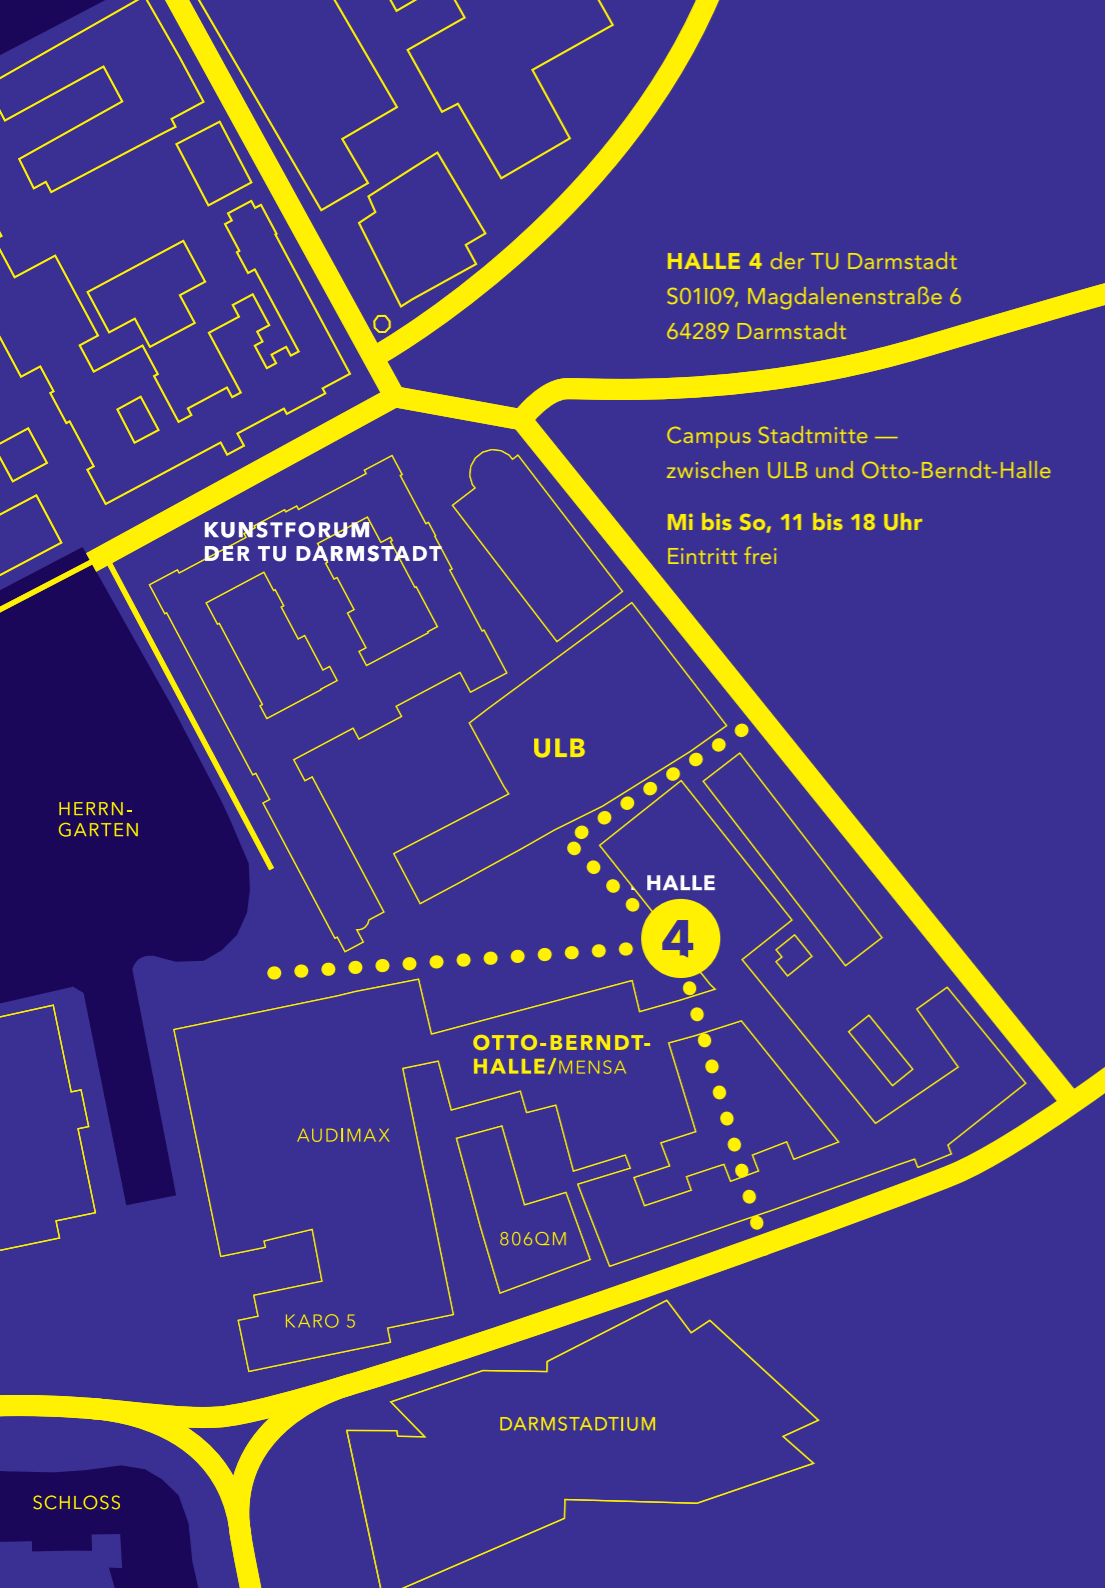 HALLE 4 der TU Darmstadt
S01I09, Magdalenenstraße 6
64289 Darmstadt
Campus Stadtmitte —
zwischen ULB und Otto-Berndt-Halle
Mi bis So, 11 bis 18 Uhr
Eintritt frei
KUNSTFORUM
DER TU DARMSTADT
ULB
HERRN-
GARTEN
HALLE
4
OTTO-BERNDT-
HALLE/MENSA
AUDIMAX
806QM
KARO 5
DARMSTADTIUM
SCHLOSS